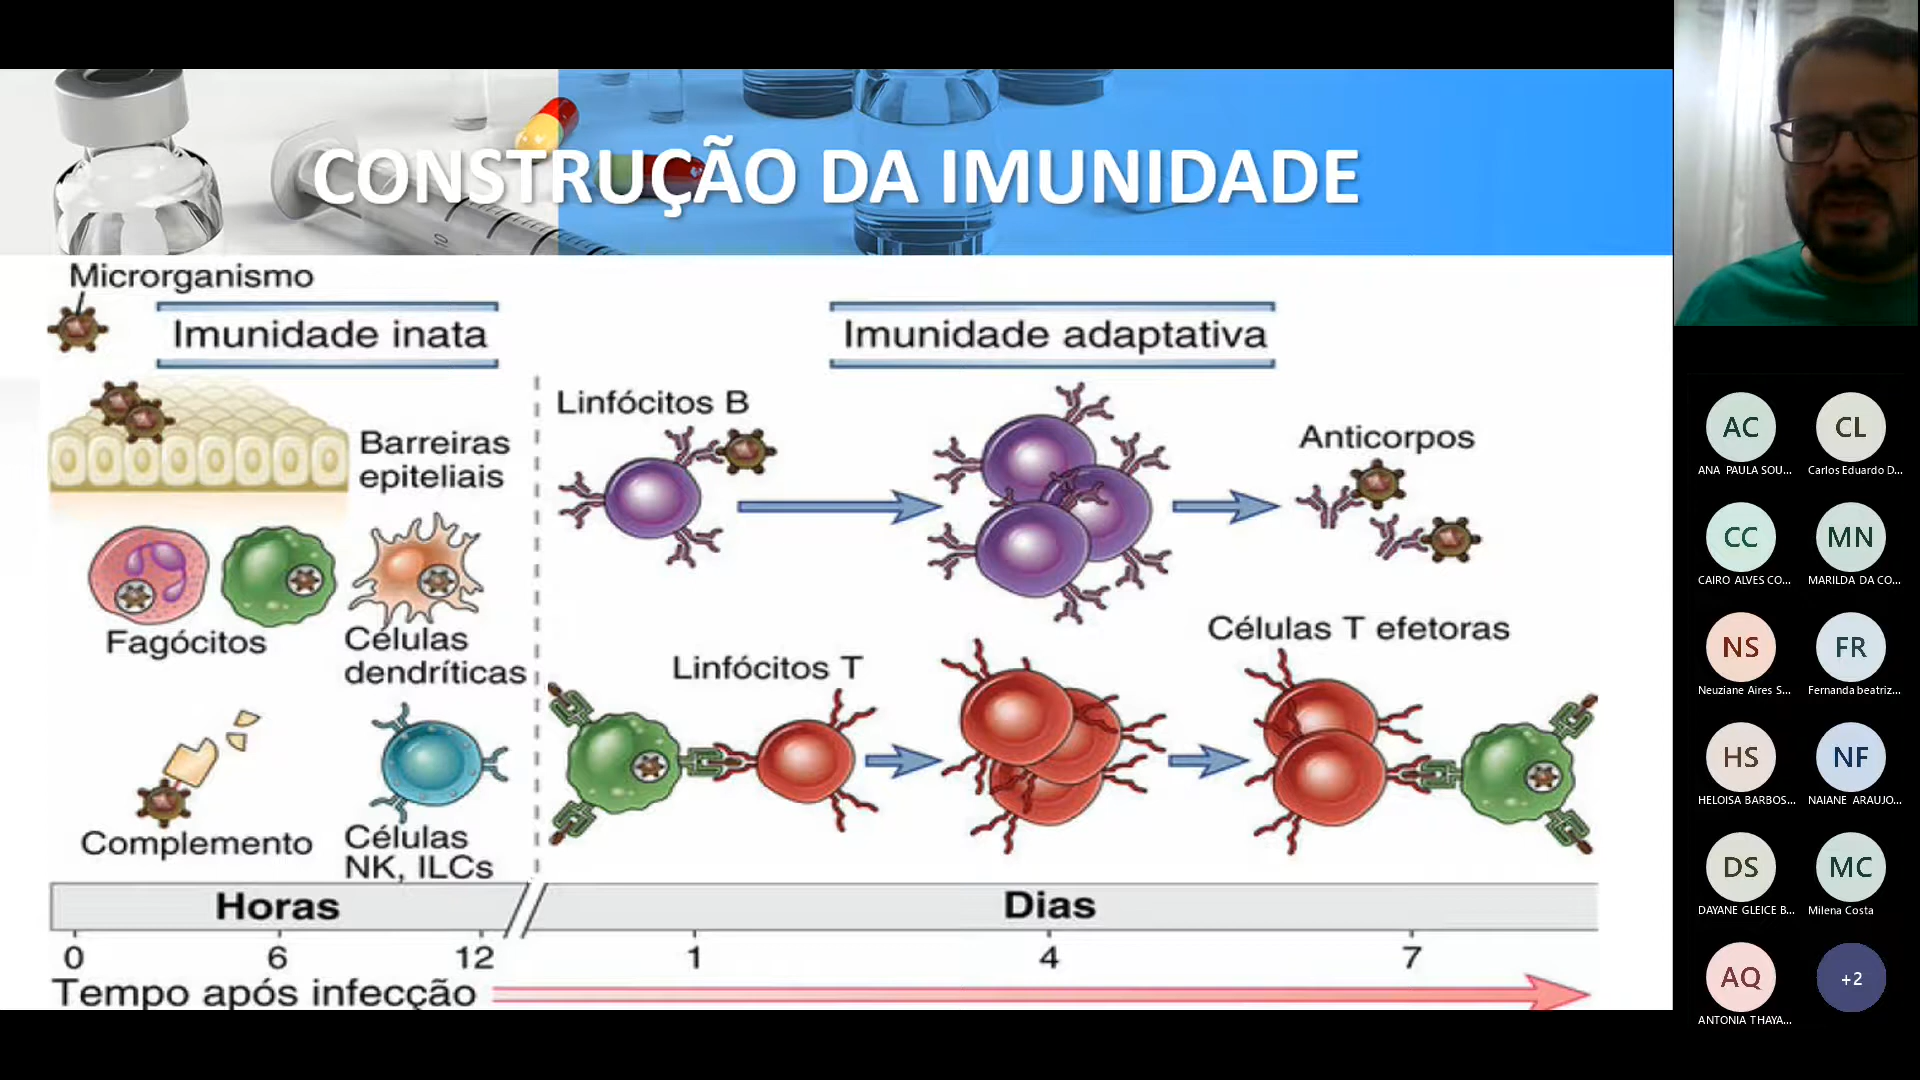 CONSTRUÇÃO DA IMUNIDADE
Microrganismo
Imunidade inata
Imunidade adaptativa
Barreiras
epiteliais
Linfócitos B
Anticorpos
Fagócitos
Células
dendríticas
Linfócitos T
Células T efetoras
Complemento
Células
NK, ILCs
Horas
Dias
0 6 12 1 4 7
Tempo após infecção
10
AC CL
ANA PAULA SOU... Carlos Eduardo D...
CC MN
CAIRO ALVES CO... MARILDA DA CO...
NS FR
Neuziane Aires S... Fernanda beatriz...
HS NF
HELOISA BARBOS... NAIANE ARAUJO...
DS MC
DAYANE GLEICE B... Milena Costa
AQ +2
ANTONIA THAYA...